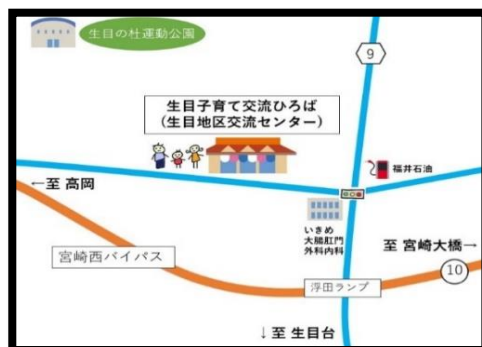 生目の杜運動公園
9
生目子育て交流ひろば
(生目地区交流センター)
福井石油
←至 高岡
いきめ
大腸肛門
外科内科
至 宮崎大橋→
宮崎西バイパス
10
浮田ランプ
↓至 生目台